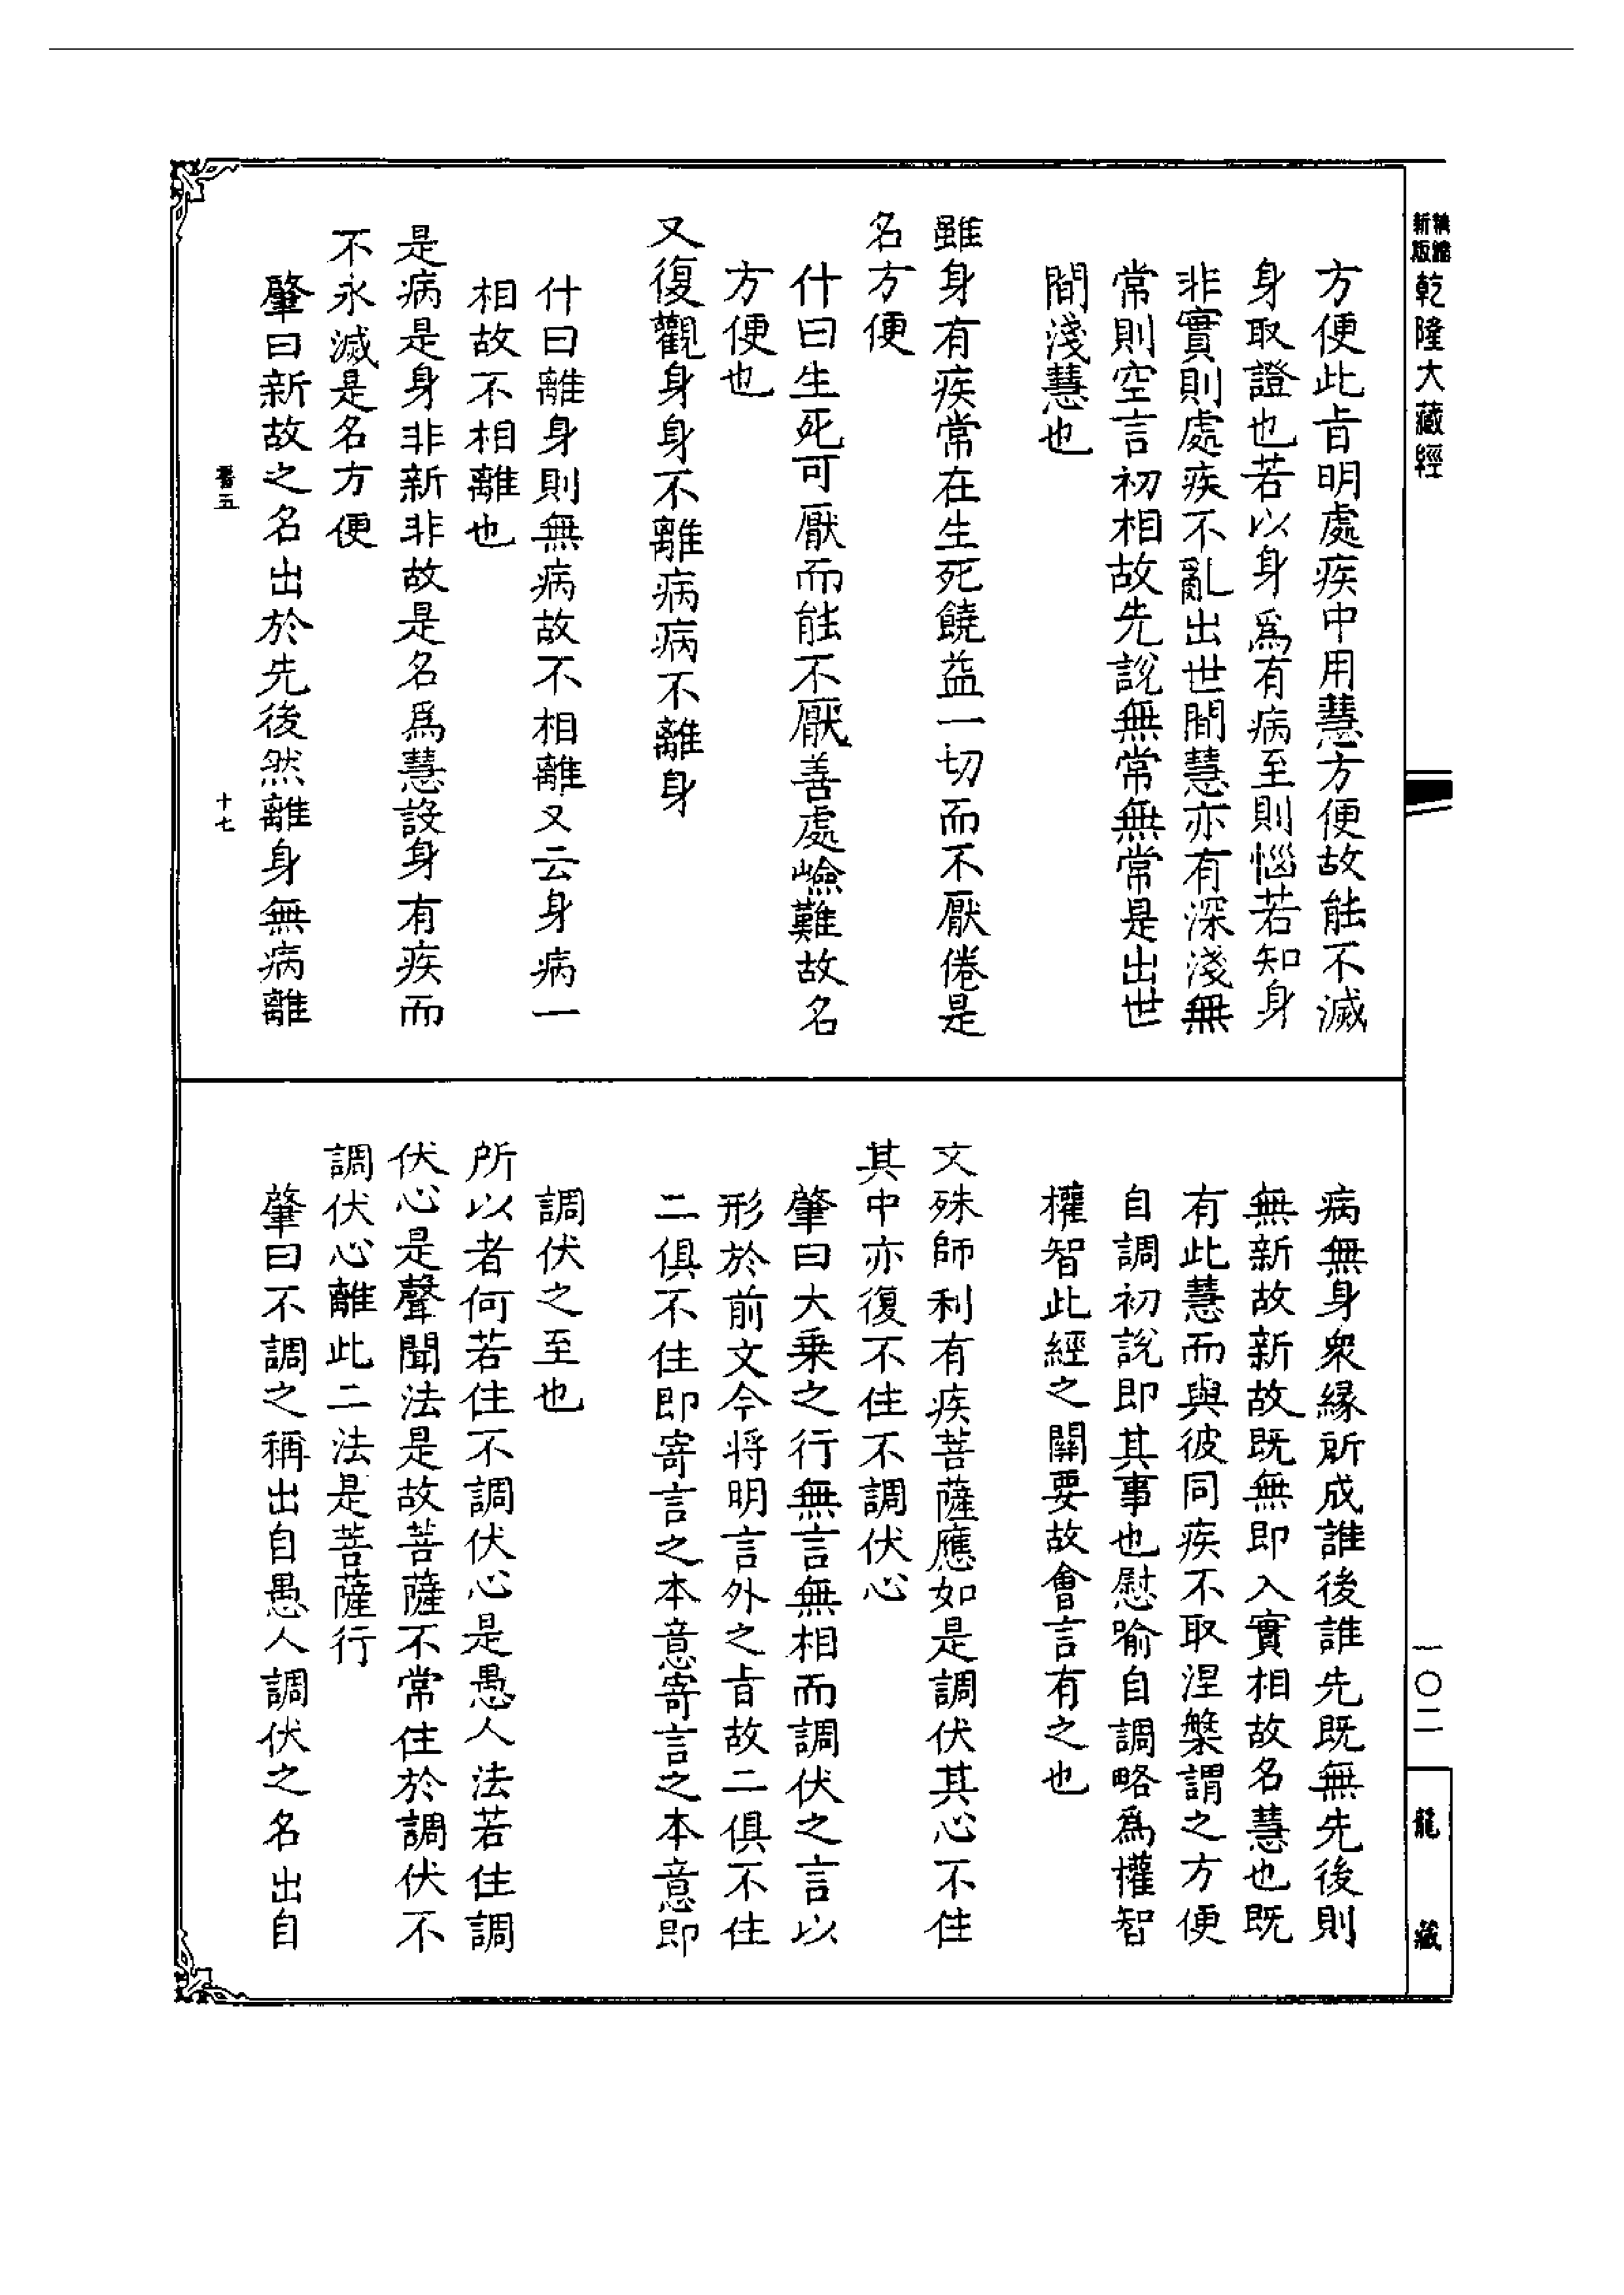 新版精縮乾隆大藏經
方便此旨明處疾中用慧方便故能不滅
身取證也若以身爲有病至則惱若知身
非實則處疾不亂出世間慧亦有深淺無
常則空言初相故先說無常無常是出世
間淺慧也
雖身有疾常在生死饒益一切而不厭倦是
名方便
什曰生死可厭而能不厭善處嶮難故名
方便也
又復觀身身不離病病不離身
什曰離身則無病故不相離又云身病一
相故不相離也
是病是身非新非故是名爲慧設身有疾而
不永滅是名方便
肇曰新故之名出於先後然離身無病離
五
十七
病無身衆緣所成誰後誰先既無先後則
無新故新故既無即入實相故名慧也既
有此慧而與彼同疾不取涅槃謂之方便
自調初說即其事也慰喻自調略爲權智
權智此經之關要故會言有之也
文殊師利有疾菩薩應如是調伏其心不住
其中亦復不住不調伏心
肇曰大乗之行無言無相而調伏之言以
形於前文今將明言外之旨故二俱不住
二俱不住即寄言之本意寄言之本意即
調伏之至也
所以者何若住不調伏心是愚人法若住調
伏心是聲聞法是故菩薩不常住於調伏不
調伏心離此二法是菩薩行
肇曰不調之稱出自愚人調伏之名出自
一〇二
龍藏